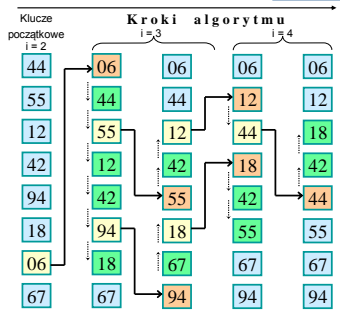 Klucze Kroki algorytmu
początkowe
i = 2 i = 3 i = 4
44 06 06 06 06
55 44 44 12 12
12 55 12 44 18
42 12 42 18 42
94 42 55 42 44
18 94 18 55 55
06 18 67 67 67
67 67 94 94 94